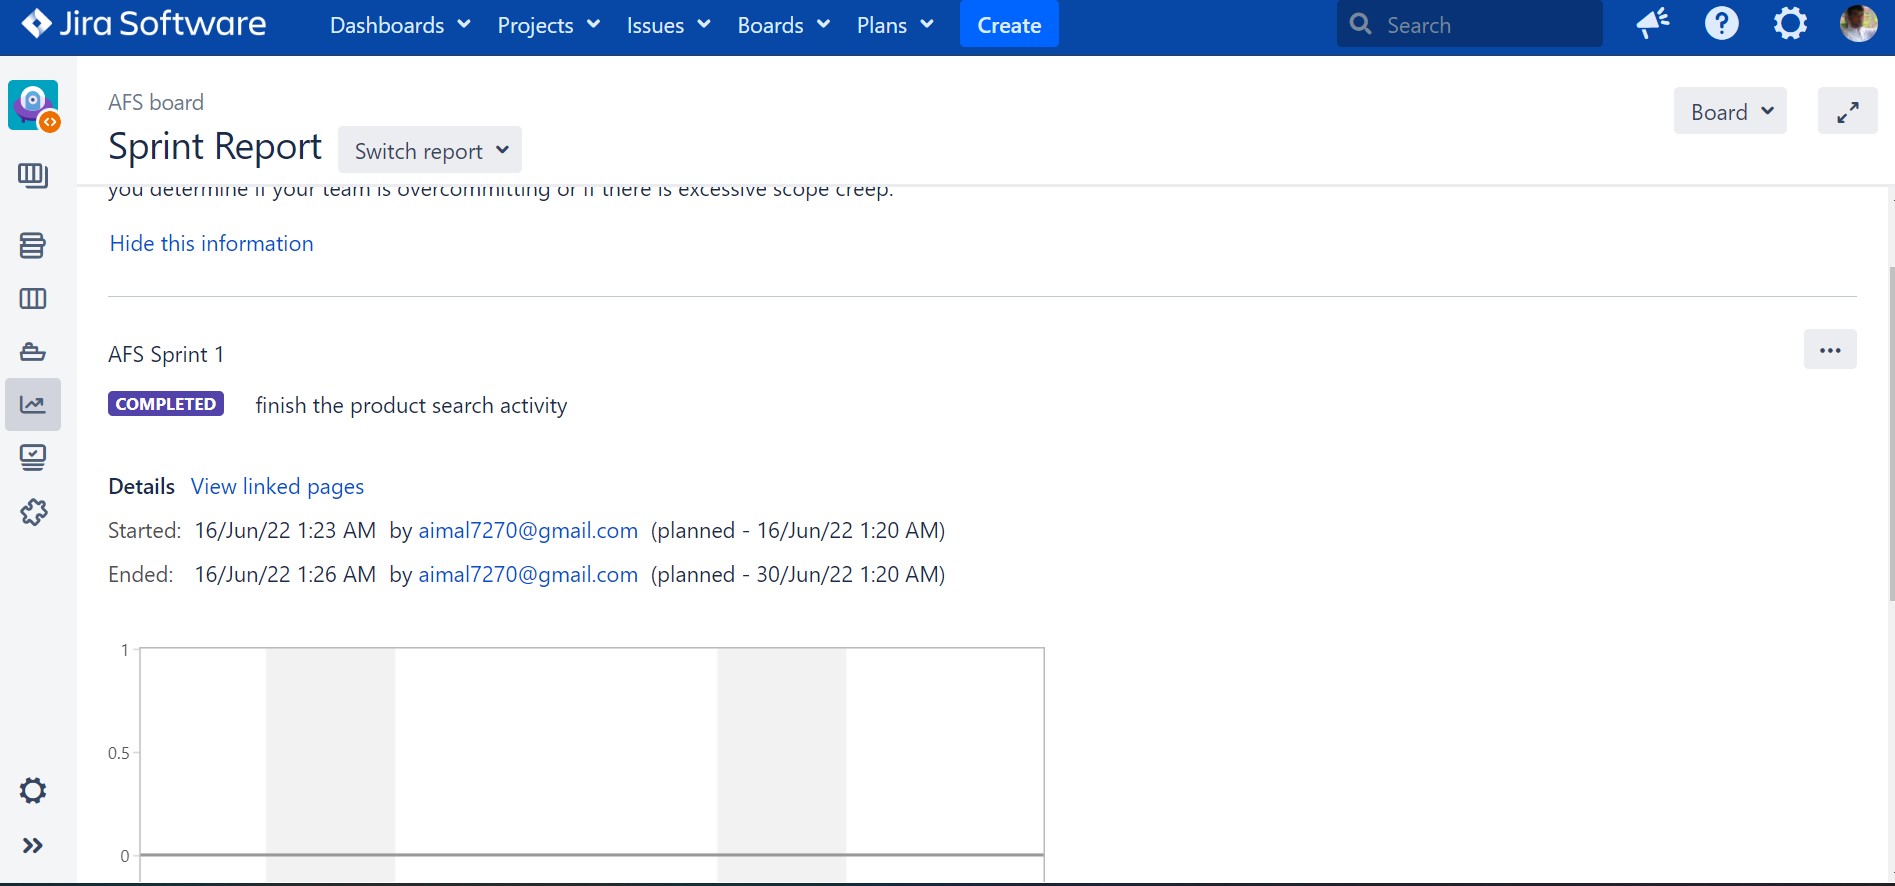 Jira Software
Dashboards Projects Issues Boards Plans Create Search
AFS board
Sprint Report Switch report Board
you determine if your team is overcommitting or if there is excessive scope creep.
Hide this information
AFS Sprint 1
COMPLETED finish the product search activity
Details View linked pages
Started: 16/Jun/22 1:23 AM by aimal7270@gmail.com (planned - 16/Jun/22 1:20 AM)
Ended: 16/Jun/22 1:26 AM by aimal7270@gmail.com (planned - 30/Jun/22 1:20 AM)
1
0.5
0